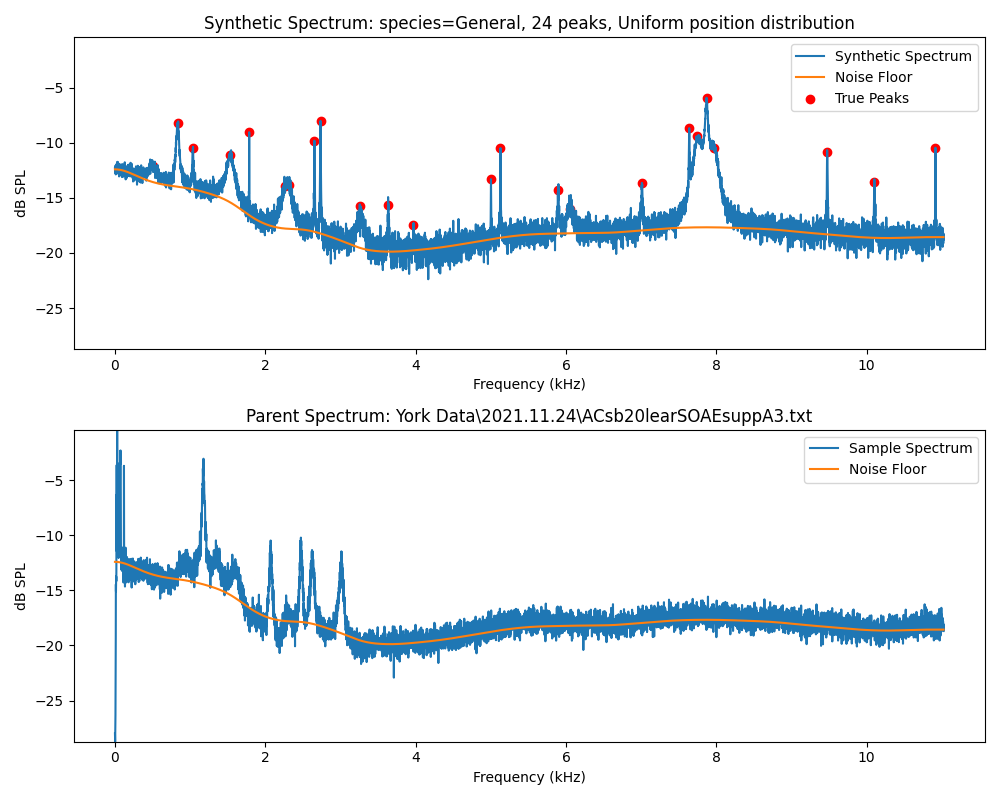 Synthetic Spectrum: species=General, 24 peaks, Uniform position distribution
Synthetic Spectrum
Noise Floor
True Peaks
dB SPL
−5
−10
−15
−20
−25
0 2 4 6 8 10
Frequency (kHz)
Parent Spectrum: York Data\2021.11.24\ACsb20learSOAEsuppA3.txt
Sample Spectrum
Noise Floor
dB SPL
−5
−10
−15
−20
−25
0 2 4 6 8 10
Frequency (kHz)